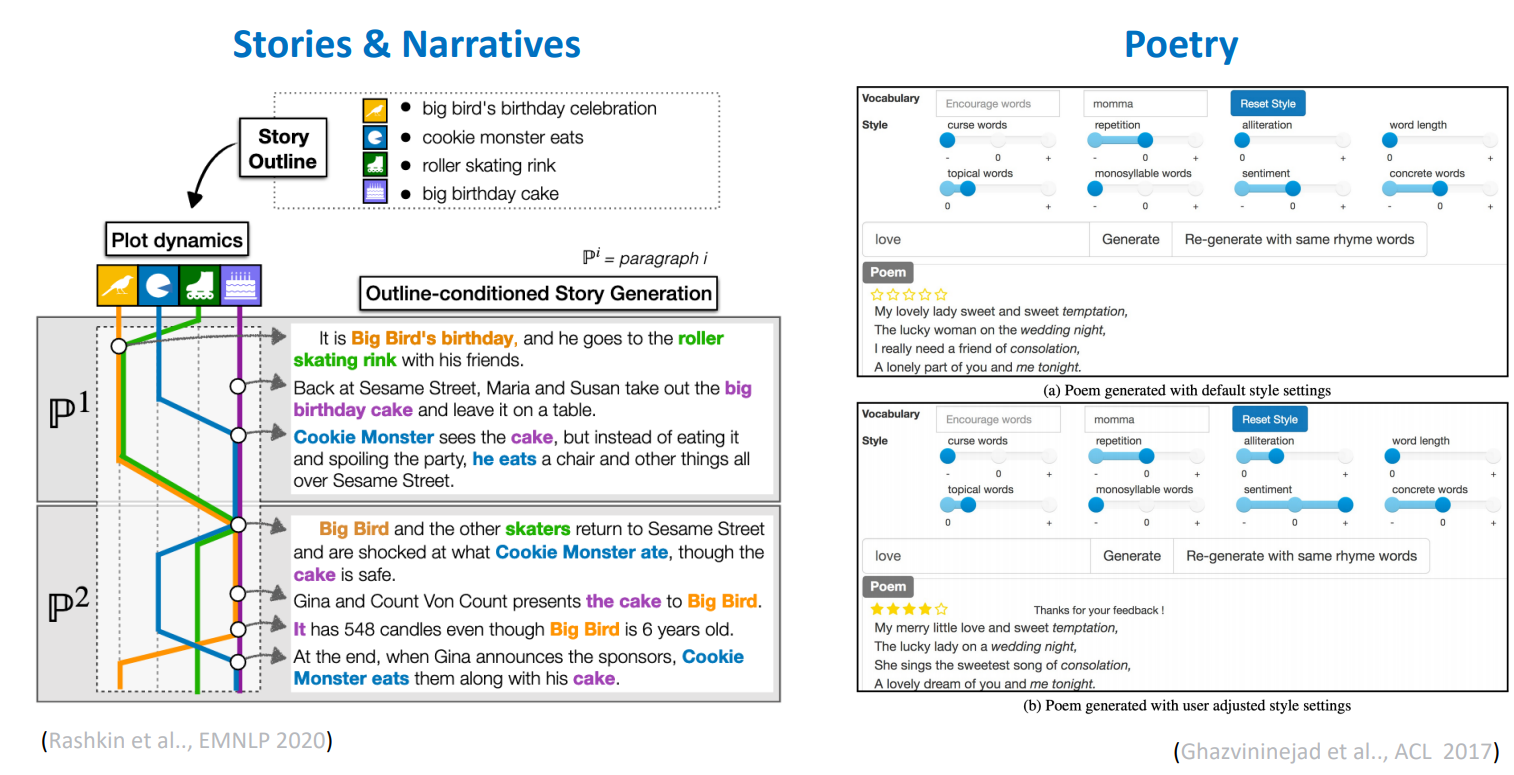 Stories & Narratives
Story
Outline
• big bird's birthday celebration
• cookie monster eats
• roller skating rink
• big birthday cake
Plot dynamics
ℙⁱ = paragraph i
Outline-conditioned Story Generation
ℙ¹
It is Big Bird's birthday, and he goes to the roller
skating rink with his friends.
Back at Sesame Street, Maria and Susan take out the big
birthday cake and leave it on a table.
Cookie Monster sees the cake, but instead of eating it
and spoiling the party, he eats a chair and other things all
over Sesame Street.
ℙ²
Big Bird and the other skaters return to Sesame Street
and are shocked at what Cookie Monster ate, though the
cake is safe.
Gina and Count Von Count presents the cake to Big Bird.
It has 548 candles even though Big Bird is 6 years old.
At the end, when Gina announces the sponsors, Cookie
Monster eats them along with his cake.
(Rashkin et al.., EMNLP 2020)
Poetry
Vocabulary Encourage words momma Reset Style
Style curse words repetition alliteration word length
- 0 + - 0 + 0 + 0 +
topical words monosyllable words sentiment concrete words
0 + - 0 + - 0 + - 0 +
love Generate Re-generate with same rhyme words
Poem
My lovely lady sweet and sweet temptation,
The lucky woman on the wedding night,
I really need a friend of consolation,
A lonely part of you and me tonight.
(a) Poem generated with default style settings
Vocabulary Encourage words momma Reset Style
Style curse words repetition alliteration word length
- 0 + - 0 + 0 + 0 +
topical words monosyllable words sentiment concrete words
0 + - 0 + - 0 + - 0 +
love Generate Re-generate with same rhyme words
Poem
Thanks for your feedback !
My merry little love and sweet temptation,
The lucky lady on a wedding night,
She sings the sweetest song of consolation,
A lovely dream of you and me tonight.
(b) Poem generated with user adjusted style settings
(Ghazvininejad et al.., ACL 2017)